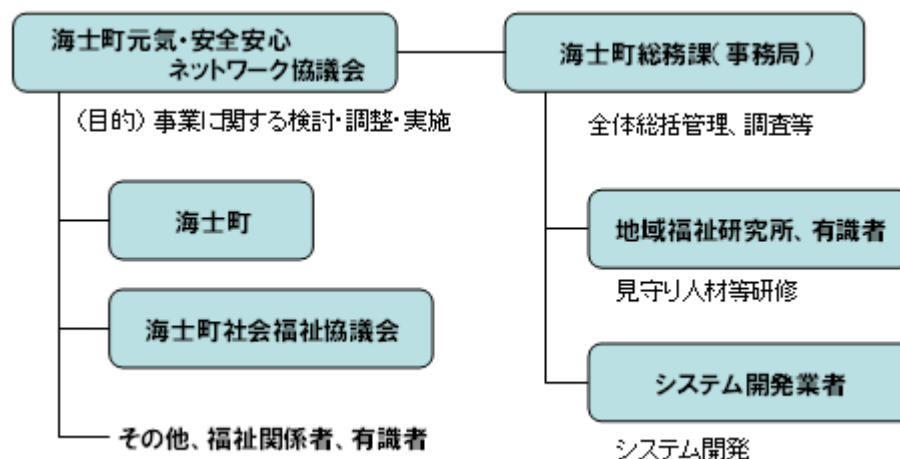 海士町元気・安全安心
ネットワーク協議会
海士町総務課(事務局)
(目的)事業に関する検討・調整・実施
全体総括管理、調査等
海士町
地域福祉研究所、有識者
見守り人材等研修
海士町社会福祉協議会
システム開発業者
その他、福祉関係者、有識者
システム開発